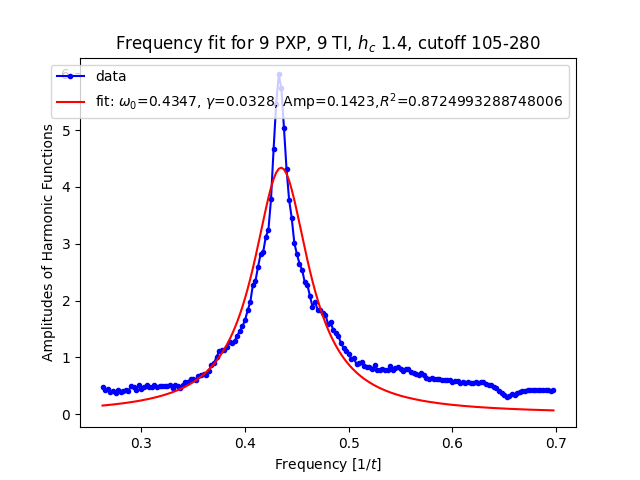 Frequency fit for 9 PXP, 9 TI, h_c 1.4, cutoff 105-280
data
fit: ω_0=0.4347, γ=0.0328, Amp=0.1423,R^2=0.8724993288748006
Amplitudes of Harmonic Functions
6
5
4
3
2
1
0
0.3 0.4 0.5 0.6 0.7
Frequency [1/t]